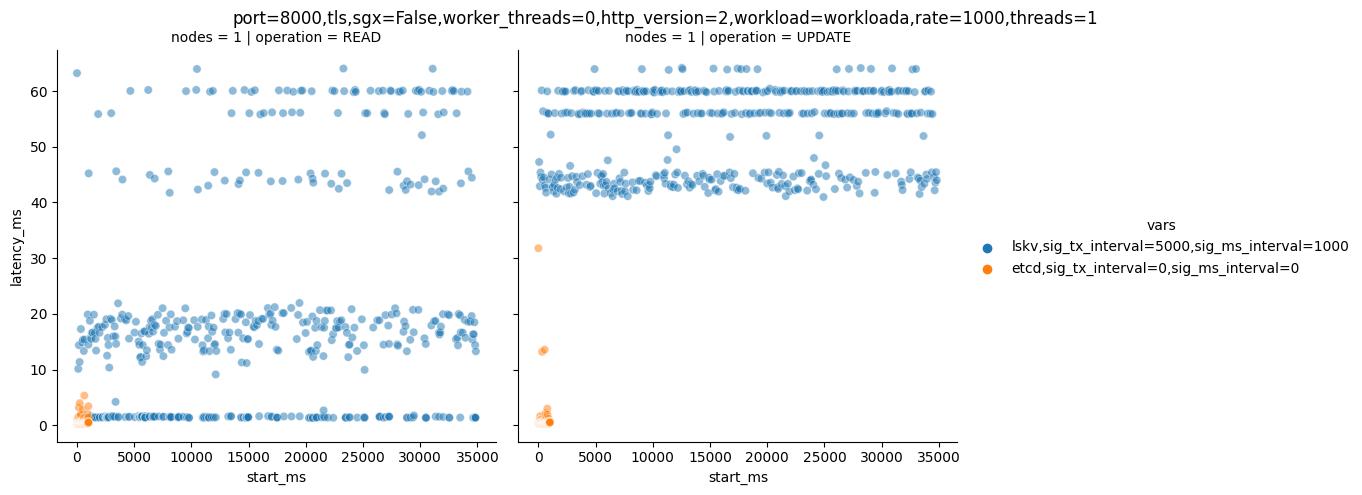 port=8000,tls,sgx=False,worker_threads=0,http_version=2,workload=workloada,rate=1000,threads=1
nodes = 1 | operation = READ
nodes = 1 | operation = UPDATE
latency_ms
60
50
40
30
20
10
0
0 5000 10000 15000 20000 25000 30000 35000
start_ms
0 5000 10000 15000 20000 25000 30000 35000
start_ms
vars
lskv,sig_tx_interval=5000,sig_ms_interval=1000
etcd,sig_tx_interval=0,sig_ms_interval=0